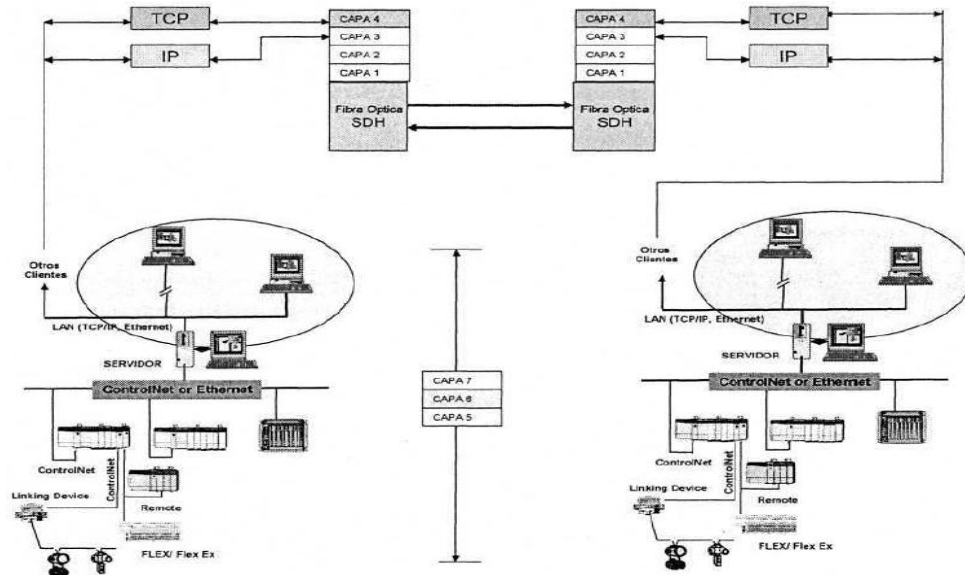 TCP
IP
CAPA 4
CAPA 3
CAPA 2
CAPA 1
Fibra Optica
SDH
CAPA 4
CAPA 3
CAPA 2
CAPA 1
Fibra Optica
SDH
TCP
IP
Otros
Clientes
LAN (TCP/IP, Ethernet)
SERVIDOR
ControlNet or Ethernet
ControlNet
ControlNet
Linking Device
Remote
FLEX/ Flex Ex
CAPA 7
CAPA 6
CAPA 5
Otros
Clientes
LAN (TCP/IP, Ethernet)
SERVIDOR
ControlNet or Ethernet
ControlNet
ControlNet
Linking Device
Remote
FLEX/ Flex Ex